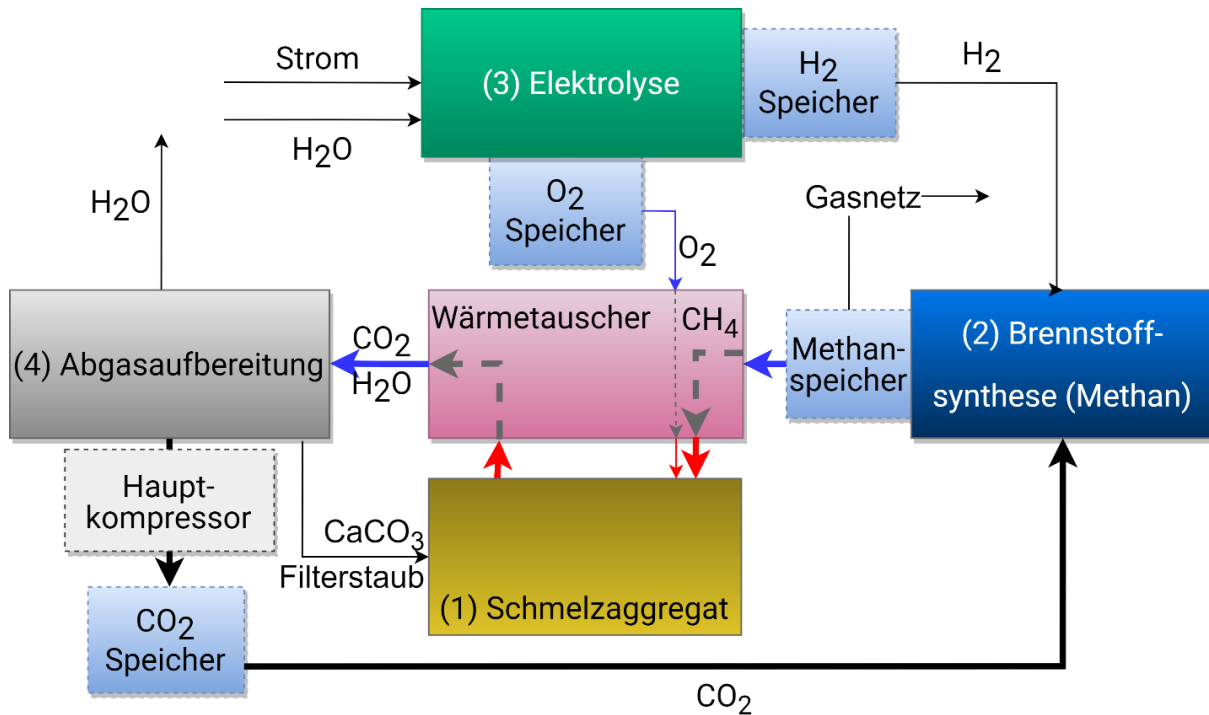 Strom
(3) Elektrolyse
H2
Speicher
H2
H2O
H2O
O2
Speicher
O2
Gasnetz
Wärmetauscher
CH4
(4) Abgasaufbereitung
CO2
H2O
Methan-
speicher
(2) Brennstoff-
synthese (Methan)
Haupt-
kompressor
CaCO3
Filterstaub
(1) Schmelzaggregat
CO2
Speicher
CO2